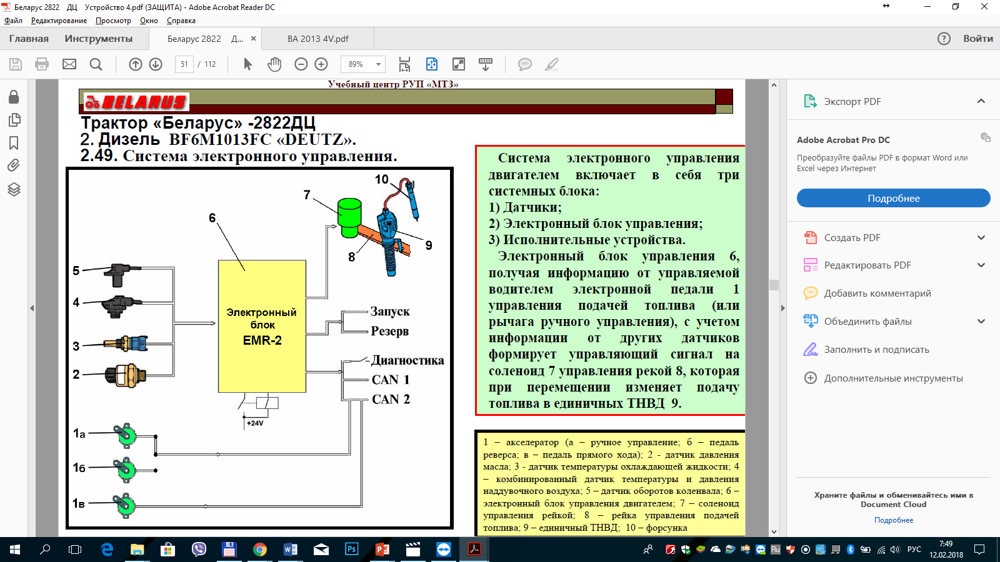 Беларус 2822    ДЦ    Устройство 4.pdf (ЗАЩИТА) - Adobe Acrobat Reader DC
Файл Редактирование Просмотр Окно Справка
Главная Инструменты Беларус 2822    Д... × ВА 2013 4V.pdf ? Войти
51 / 112 89%
Учебный центр РУП «МТЗ»
BELARUS
Трактор «Беларус» -2822ДЦ
2. Дизель BF6M1013FC «DEUTZ».
2.49. Система электронного управления.
10
7
6
9
8
5
4
3
2
Электронный
блок
EMR-2
Запуск
Резерв
Диагностика
CAN 1
CAN 2
+24V
1а
1б
1в
Система электронного управления
двигателем включает в себя три
системных блока:
1) Датчики;
2) Электронный блок управления;
3) Исполнительные устройства.
Электронный блок управления 6,
получая информацию от управляемой
водителем электронной педали 1
управления подачей топлива (или
рычага ручного управления), с учетом
информации от других датчиков
формирует управляющий сигнал на
соленоид 7 управления рекой 8, которая
при перемещении изменяет подачу
топлива в единичных ТНВД 9.
1 – акселератор (а – ручное управление; б – педаль
реверса; в – педаль прямого хода); 2 - датчик давления
масла; 3 - датчик температуры охлаждающей жидкости; 4
– комбинированный датчик температуры и давления
наддувочного воздуха; 5 – датчик оборотов коленвала; 6 –
электронный блок управления двигателем; 7 – соленоид
управления рейкой; 8 – рейка управления подачей
топлива; 9 – единичный ТНВД; 10 – форсунка
Экспорт PDF
Adobe Acrobat Pro DC
Преобразуйте файлы PDF в формат Word или
Excel через Интернет
Подробнее
Создать PDF
Редактировать PDF
Добавить комментарий
Объединить файлы
Заполнить и подписать
Дополнительные инструменты
Храните файлы и обменивайтесь ими в
Document Cloud
Подробнее
Ru РУС 7:49
12.02.2018